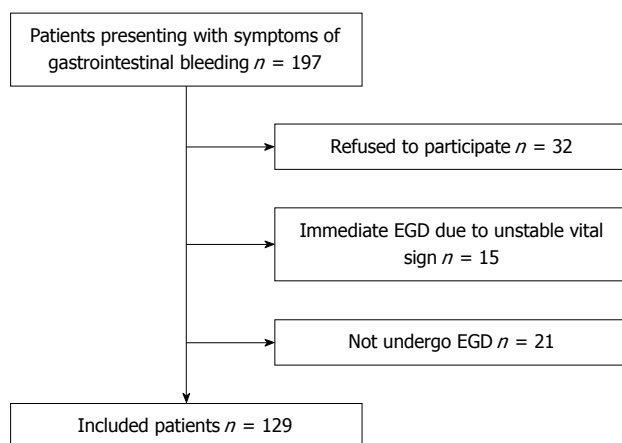 Patients presenting with symptoms of
gastrointestinal bleeding n = 197
Refused to participate n = 32
Immediate EGD due to unstable vital
sign n = 15
Not undergo EGD n = 21
Included patients n = 129